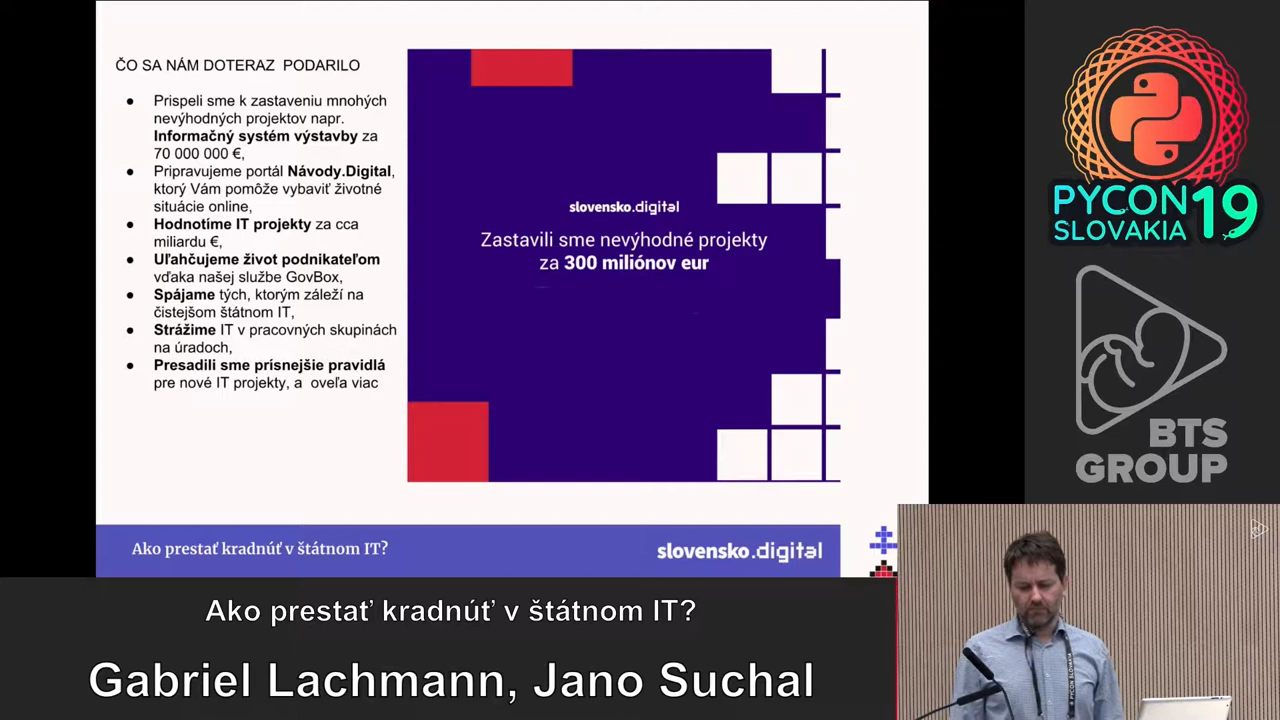 ČO SA NÁM DOTERAZ PODARILO
● Prispeli sme k zastaveniu mnohých
nevýhodných projektov napr.
Informačný systém výstavby za
70 000 000 €,
● Pripravujeme portál Návody.Digital,
ktorý Vám pomôže vybaviť životné
situácie online,
● Hodnotíme IT projekty za cca
miliardu €,
● Uľahčujeme život podnikateľom
vďaka našej službe GovBox,
● Spájame tých, ktorým záleží na
čistejšom štátnom IT,
● Strážime IT v pracovných skupinách
na úradoch,
● Presadili sme prísnejšie pravidlá
pre nové IT projekty, a oveľa viac
slovensko.digital
Zastavili sme nevýhodné projekty
za 300 miliónov eur
Ako prestať kradnúť v štátnom IT?
slovensko.digital
PYCON
SLOVAKIA
19
BTS
GROUP
Ako prestať kradnúť v štátnom IT?
Gabriel Lachmann, Jano Suchal
PYCON SLOVAKIA